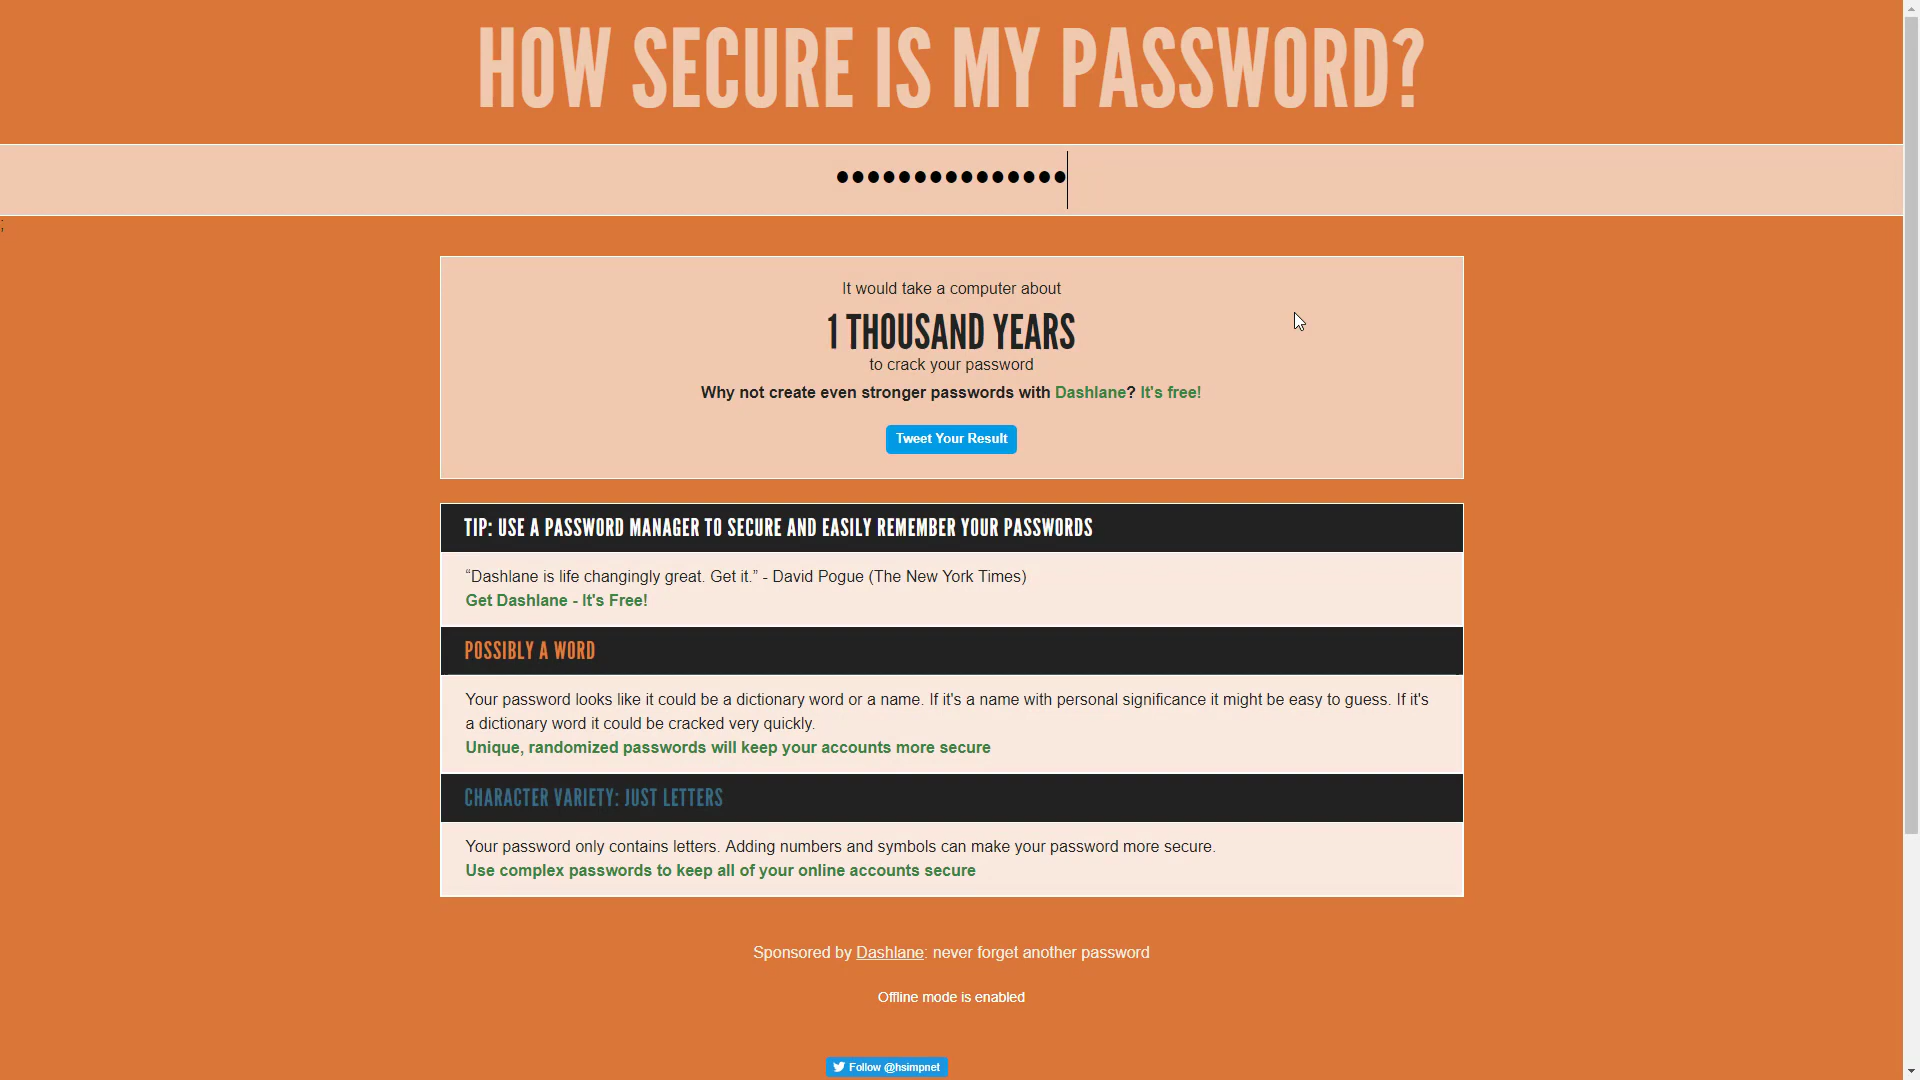 HOW SECURE IS MY PASSWORD?
•••••••••••••••
;
It would take a computer about
1 THOUSAND YEARS
to crack your password
Why not create even stronger passwords with Dashlane? It's free!
Tweet Your Result
TIP: USE A PASSWORD MANAGER TO SECURE AND EASILY REMEMBER YOUR PASSWORDS
“Dashlane is life changingly great. Get it.” - David Pogue (The New York Times)
Get Dashlane - It's Free!
POSSIBLY A WORD
Your password looks like it could be a dictionary word or a name. If it's a name with personal significance it might be easy to guess. If it's
a dictionary word it could be cracked very quickly.
Unique, randomized passwords will keep your accounts more secure
CHARACTER VARIETY: JUST LETTERS
Your password only contains letters. Adding numbers and symbols can make your password more secure.
Use complex passwords to keep all of your online accounts secure
Sponsored by Dashlane: never forget another password
Offline mode is enabled
Follow @hsimpnet